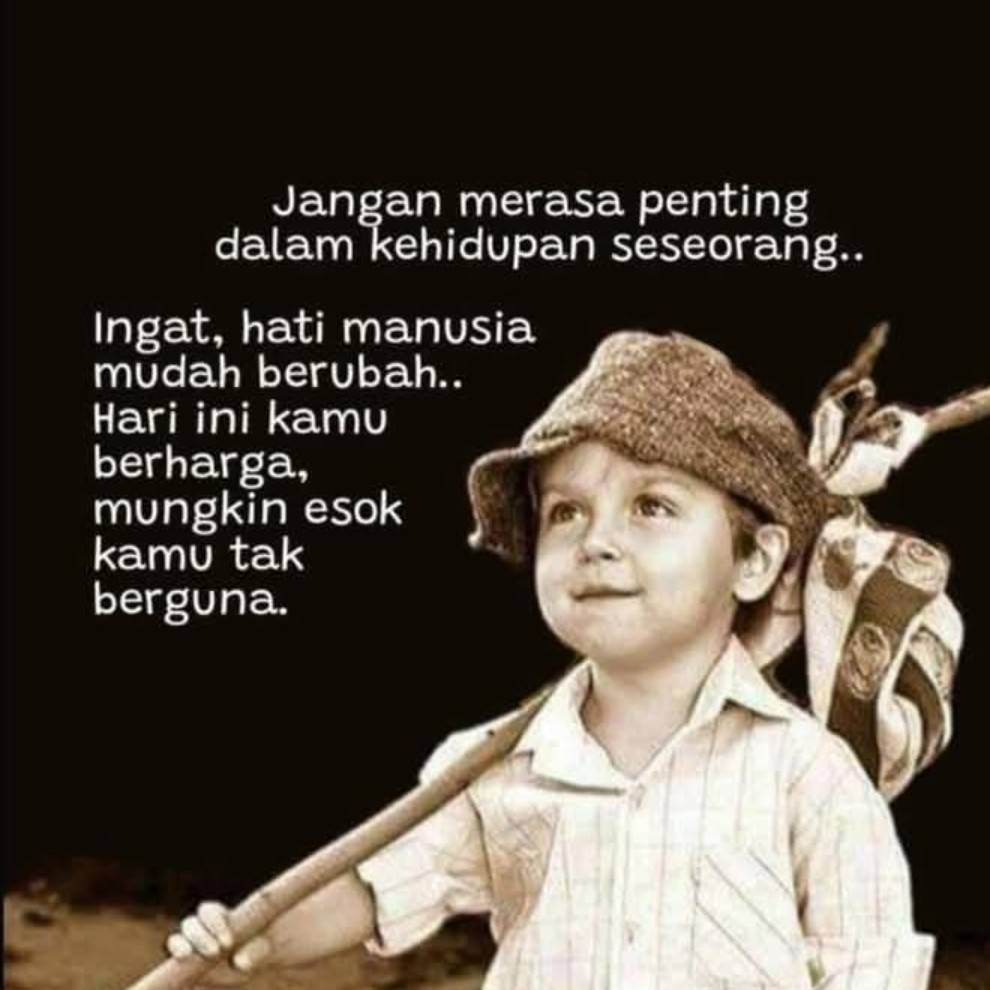 Jangan merasa penting
dalam kehidupan seseorang..
Ingat, hati manusia
mudah berubah..
Hari ini kamu
berharga,
mungkin esok
kamu tak
berguna.